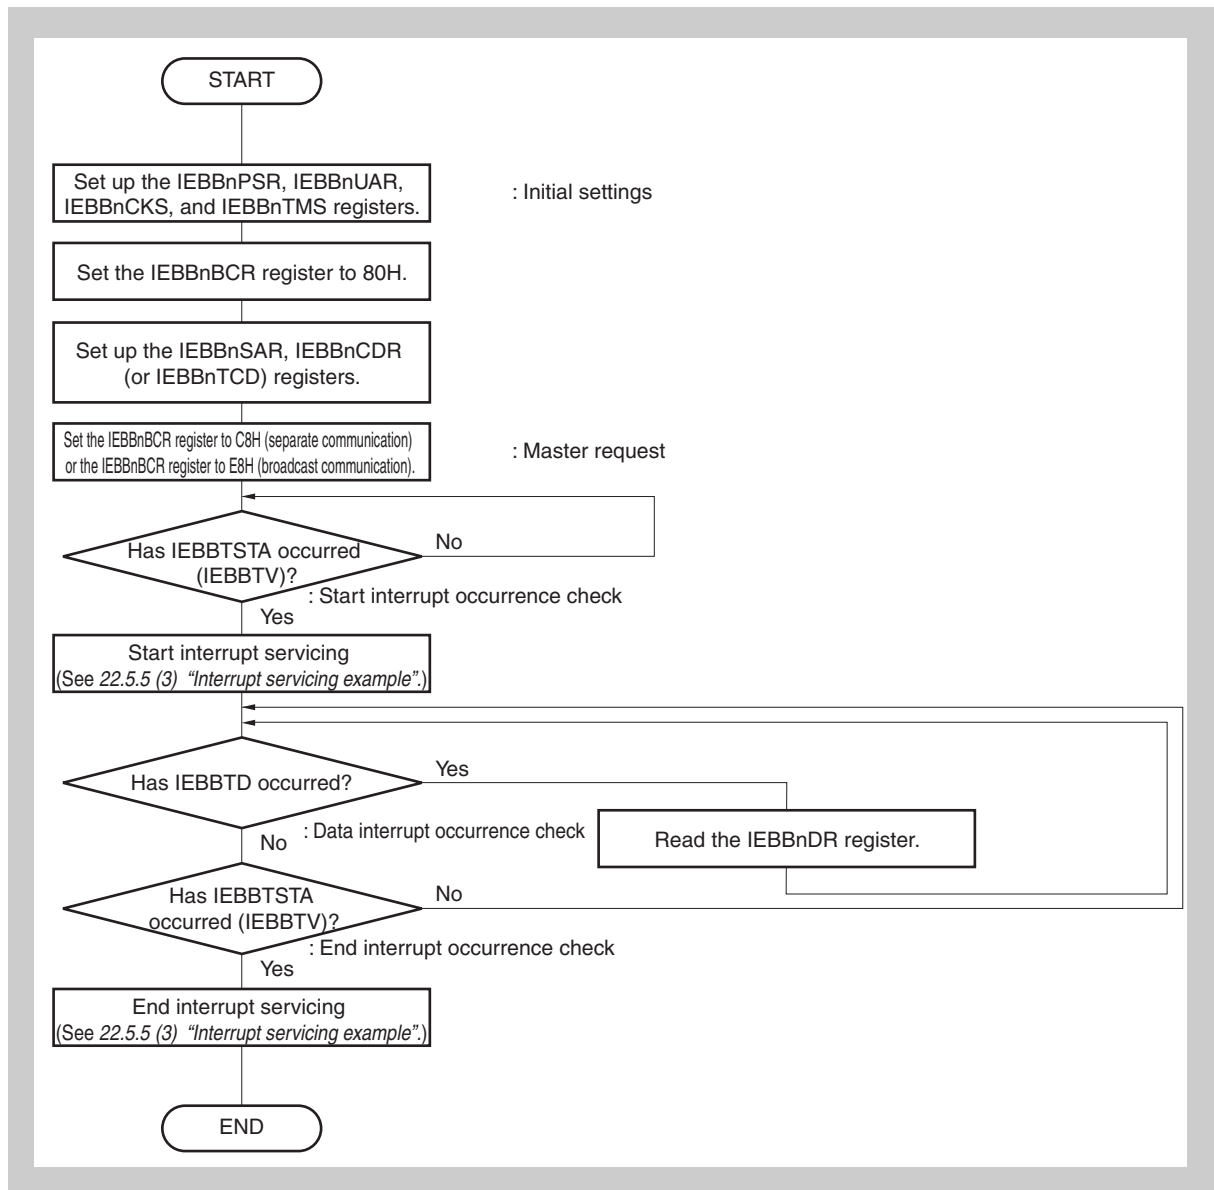 START
Set up the IEBBnPSR, IEBBnUAR,
IEBBnCKS, and IEBBnTMS registers.
: Initial settings
Set the IEBBnBCR register to 80H.
Set up the IEBBnSAR, IEBBnCDR
(or IEBBnTCD) registers.
Set the IEBBnBCR register to C8H (separate communication)
or the IEBBnBCR register to E8H (broadcast communication).
: Master request
Has IEBBTSTA occurred
(IEBBTV)?
No
: Start interrupt occurrence check
Yes
Start interrupt servicing
(See 22.5.5 (3) “Interrupt servicing example”.)
Has IEBBTD occurred?
Yes
: Data interrupt occurrence check
No
Read the IEBBnDR register.
Has IEBBTSTA
occurred (IEBBTV)?
No
: End interrupt occurrence check
Yes
End interrupt servicing
(See 22.5.5 (3) “Interrupt servicing example”.)
END